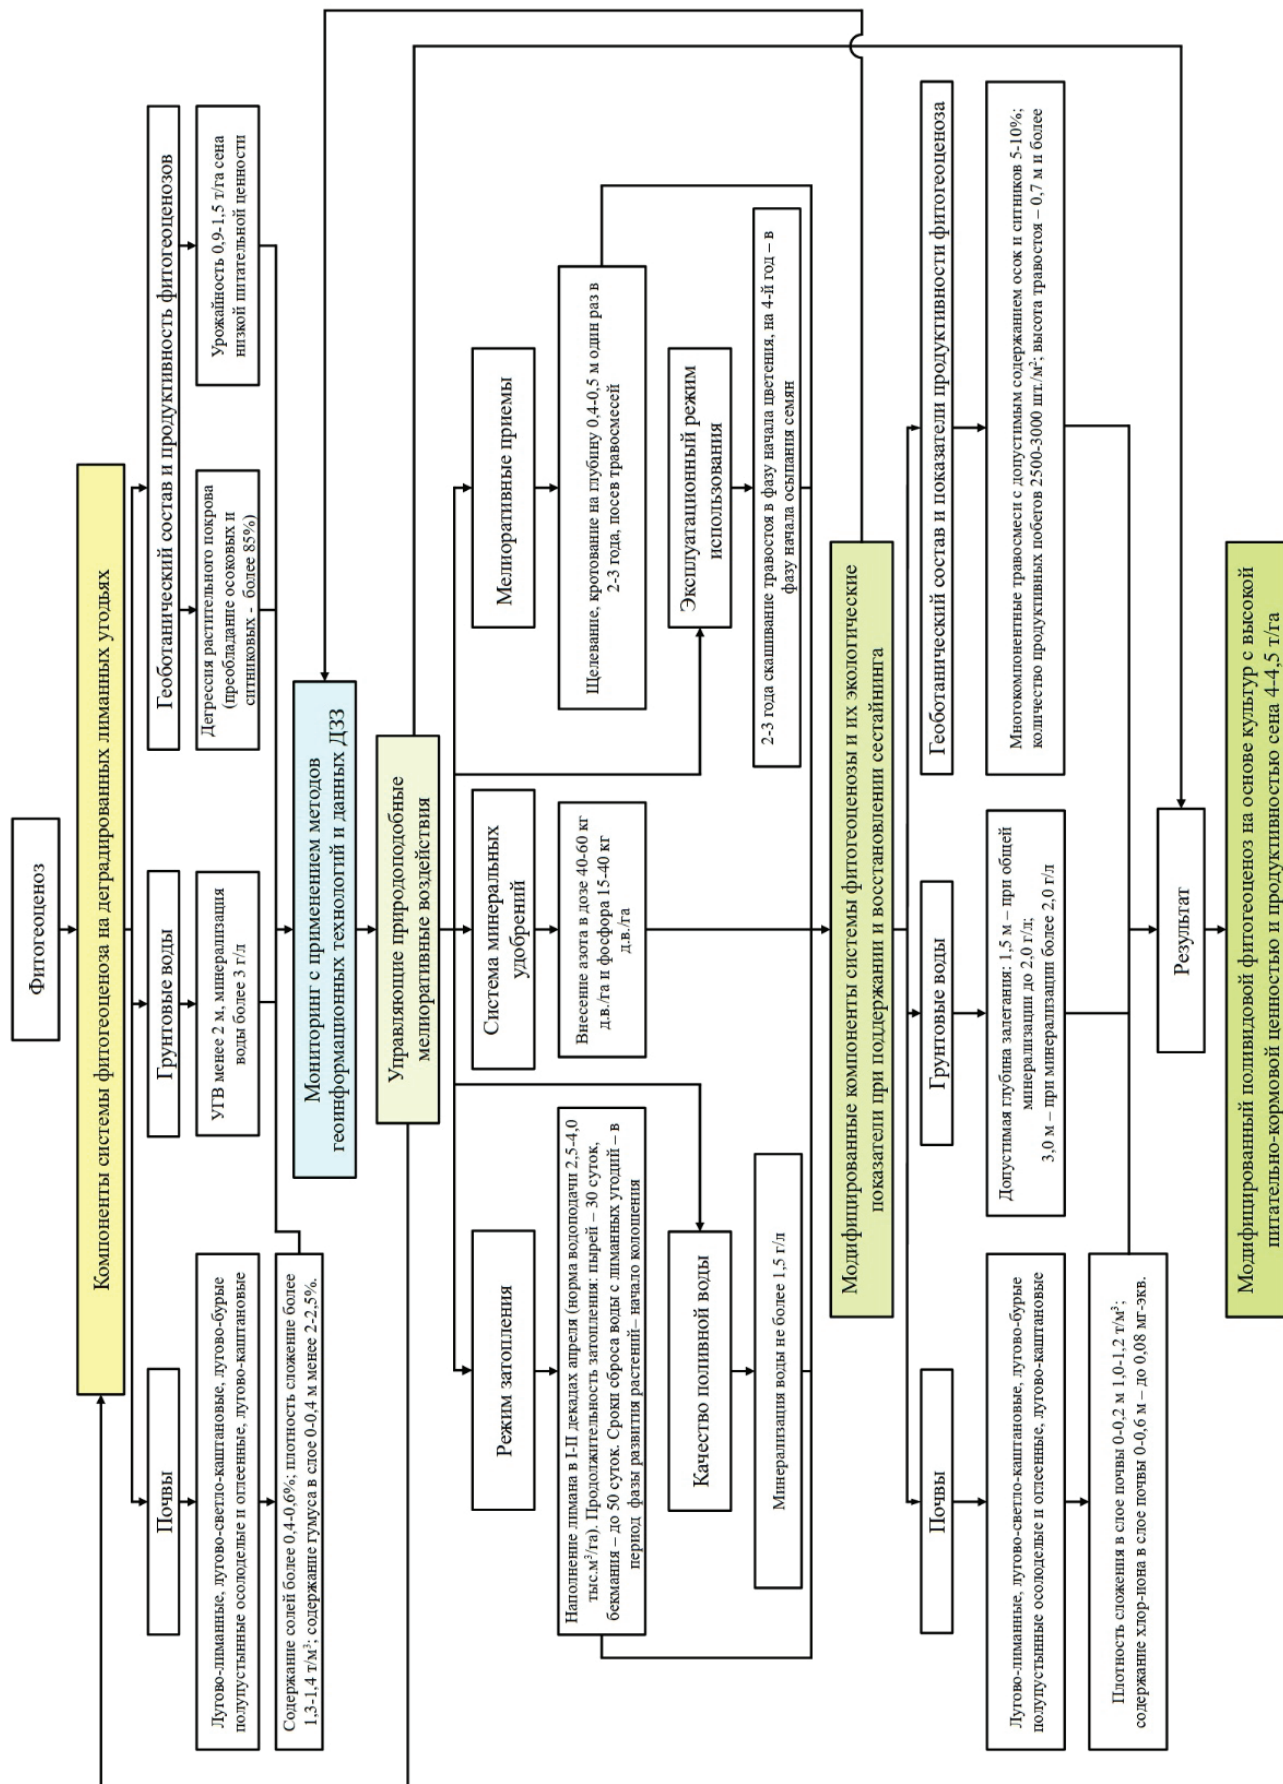 Фитогеоценоз
Компоненты системы фитогеоценоза на деградированных лиманных угодьях
Почвы
Грунтовые воды
Геоботанический состав и продуктивность фитогеоценозов
Лугово-лиманные, лугово-светло-каштановые, лугово-бурые
полупустынные осолоделые и оглеенные, лугово-каштановые
УГВ менее 2 м, минерализация
воды более 3 г/л
Дегрессия растительного покрова
(преобладание осоковых и
ситниковых - более 85%)
Урожайность 0,9-1,5 т/га сена
низкой питательной ценности
Содержание солей более 0,4-0,6%; плотность сложение более
1,3-1,4 т/м³; содержание гумуса в слое 0-0,4 м менее 2-2,5%.
Мониторинг с применением методов
геоинформационных технологий и данных ДЗЗ
Управляющие природоподобные
мелиоративные воздействия
Режим затопления
Система минеральных
удобрений
Мелиоративные приемы
Наполнение лимана в I-II декадах апреля (норма водоподачи 2,5-4,0
тыс.м³/га). Продолжительность затопления: пырей – 30 суток,
бекмания – до 50 суток. Сроки сброса воды с лиманных угодий – в
период фазы развития растений– начало колошения
Внесение азота в дозе 40-60 кг
д.в./га и фосфора 15-40 кг
д.в./га
Щелевание, кротование на глубину 0,4-0,5 м один раз в
2-3 года, посев травосмесей
Качество поливной воды
Эксплуатационный режим
использования
Минерализация воды не более 1,5 г/л
2-3 года скашивание травостоя в фазу начала цветения, на 4-й год – в
фазу начала осыпания семян
Модифицированные компоненты системы фитогеоценозы и их экологические
показатели при поддержании и восстановлении сестайнинга
Почвы
Грунтовые воды
Геоботанический состав и показатели продуктивности фитогеоценоза
Лугово-лиманные, лугово-светло-каштановые, лугово-бурые
полупустынные осолоделые и оглеенные, лугово-каштановые
Допустимая глубина залегания: 1,5 м – при общей
минерализации до 2,0 г/л;
3,0 м – при минерализации более 2,0 г/л
Многокомпонентные травосмеси с допустимым содержанием осок и ситников 5-10%;
количество продуктивных побегов 2500-3000 шт./м²; высота травостоя – 0,7 м и более
Плотность сложения в слое почвы 0-0,2 м 1,0-1,2 т/м³;
содержание хлор-иона в слое почвы 0-0,6 м – до 0,08 мг-экв.
Результат
Модифицированный поливидовой фитогеоценоз на основе культур с высокой
питательно-кормовой ценностью и продуктивностью сена 4-4,5 т/га